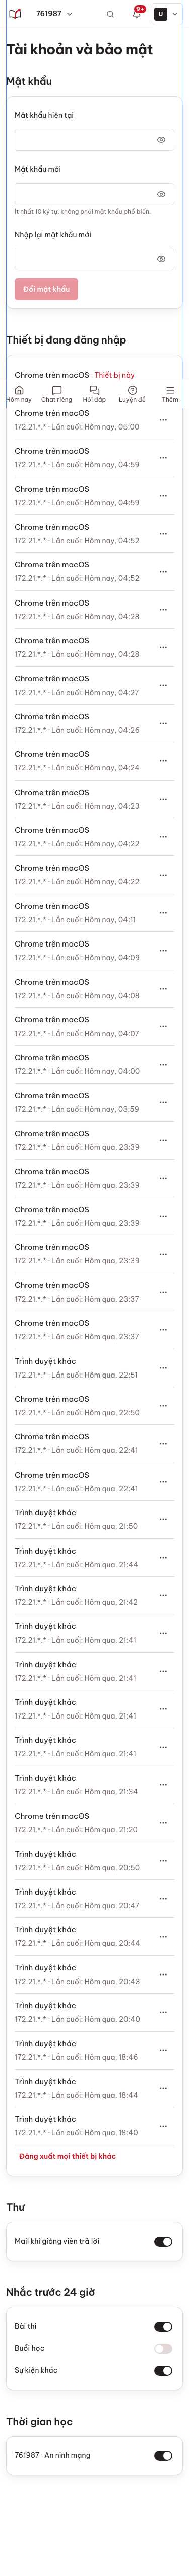 761987
9+
U
Tài khoản và bảo mật
Mật khẩu
Mật khẩu hiện tại
Mật khẩu mới
Ít nhất 10 ký tự, không phải mật khẩu phổ biến.
Nhập lại mật khẩu mới
Đổi mật khẩu
Thiết bị đang đăng nhập
Chrome trên macOS · Thiết bị này
Hôm nay
Chat riêng
Hỏi đáp
Luyện đề
Thêm
Chrome trên macOS
172.21.*.* · Lần cuối: Hôm nay, 05:00
Chrome trên macOS
172.21.*.* · Lần cuối: Hôm nay, 04:59
Chrome trên macOS
172.21.*.* · Lần cuối: Hôm nay, 04:59
Chrome trên macOS
172.21.*.* · Lần cuối: Hôm nay, 04:52
Chrome trên macOS
172.21.*.* · Lần cuối: Hôm nay, 04:52
Chrome trên macOS
172.21.*.* · Lần cuối: Hôm nay, 04:28
Chrome trên macOS
172.21.*.* · Lần cuối: Hôm nay, 04:28
Chrome trên macOS
172.21.*.* · Lần cuối: Hôm nay, 04:27
Chrome trên macOS
172.21.*.* · Lần cuối: Hôm nay, 04:26
Chrome trên macOS
172.21.*.* · Lần cuối: Hôm nay, 04:24
Chrome trên macOS
172.21.*.* · Lần cuối: Hôm nay, 04:23
Chrome trên macOS
172.21.*.* · Lần cuối: Hôm nay, 04:22
Chrome trên macOS
172.21.*.* · Lần cuối: Hôm nay, 04:22
Chrome trên macOS
172.21.*.* · Lần cuối: Hôm nay, 04:11
Chrome trên macOS
172.21.*.* · Lần cuối: Hôm nay, 04:09
Chrome trên macOS
172.21.*.* · Lần cuối: Hôm nay, 04:08
Chrome trên macOS
172.21.*.* · Lần cuối: Hôm nay, 04:07
Chrome trên macOS
172.21.*.* · Lần cuối: Hôm nay, 04:00
Chrome trên macOS
172.21.*.* · Lần cuối: Hôm nay, 03:59
Chrome trên macOS
172.21.*.* · Lần cuối: Hôm qua, 23:39
Chrome trên macOS
172.21.*.* · Lần cuối: Hôm qua, 23:39
Chrome trên macOS
172.21.*.* · Lần cuối: Hôm qua, 23:39
Chrome trên macOS
172.21.*.* · Lần cuối: Hôm qua, 23:39
Chrome trên macOS
172.21.*.* · Lần cuối: Hôm qua, 23:37
Chrome trên macOS
172.21.*.* · Lần cuối: Hôm qua, 23:37
Trình duyệt khác
172.21.*.* · Lần cuối: Hôm qua, 22:51
Chrome trên macOS
172.21.*.* · Lần cuối: Hôm qua, 22:50
Chrome trên macOS
172.21.*.* · Lần cuối: Hôm qua, 22:41
Chrome trên macOS
172.21.*.* · Lần cuối: Hôm qua, 22:41
Trình duyệt khác
172.21.*.* · Lần cuối: Hôm qua, 21:50
Trình duyệt khác
172.21.*.* · Lần cuối: Hôm qua, 21:44
Trình duyệt khác
172.21.*.* · Lần cuối: Hôm qua, 21:42
Trình duyệt khác
172.21.*.* · Lần cuối: Hôm qua, 21:41
Trình duyệt khác
172.21.*.* · Lần cuối: Hôm qua, 21:41
Trình duyệt khác
172.21.*.* · Lần cuối: Hôm qua, 21:41
Trình duyệt khác
172.21.*.* · Lần cuối: Hôm qua, 21:41
Trình duyệt khác
172.21.*.* · Lần cuối: Hôm qua, 21:34
Chrome trên macOS
172.21.*.* · Lần cuối: Hôm qua, 21:20
Trình duyệt khác
172.21.*.* · Lần cuối: Hôm qua, 20:50
Trình duyệt khác
172.21.*.* · Lần cuối: Hôm qua, 20:47
Trình duyệt khác
172.21.*.* · Lần cuối: Hôm qua, 20:44
Trình duyệt khác
172.21.*.* · Lần cuối: Hôm qua, 20:43
Trình duyệt khác
172.21.*.* · Lần cuối: Hôm qua, 20:40
Trình duyệt khác
172.21.*.* · Lần cuối: Hôm qua, 18:46
Trình duyệt khác
172.21.*.* · Lần cuối: Hôm qua, 18:44
Trình duyệt khác
172.21.*.* · Lần cuối: Hôm qua, 18:40
Đăng xuất mọi thiết bị khác
Thư
Mail khi giảng viên trả lời
Nhắc trước 24 giờ
Bài thi
Buổi học
Sự kiện khác
Thời gian học
761987 · An ninh mạng